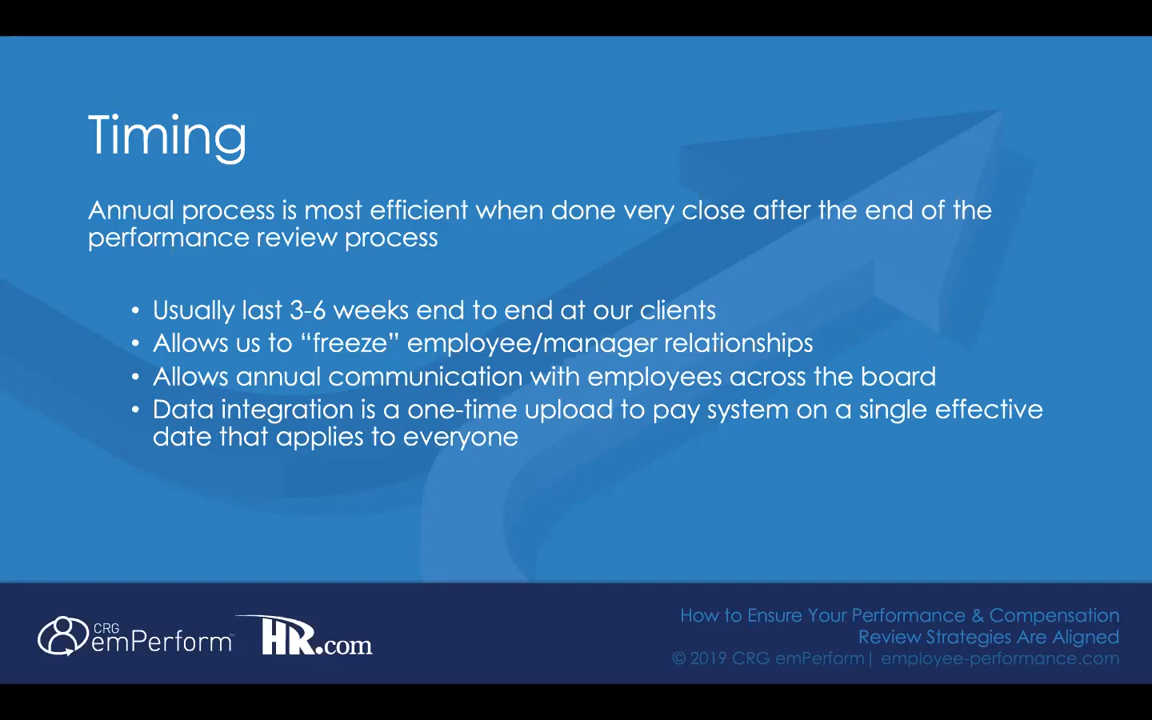 Timing
Annual process is most efficient when done very close after the end of the
performance review process
• Usually last 3-6 weeks end to end at our clients
• Allows us to “freeze” employee/manager relationships
• Allows annual communication with employees across the board
• Data integration is a one-time upload to pay system on a single effective
date that applies to everyone
CRG
emPerform™
HR.com
How to Ensure Your Performance & Compensation
Review Strategies Are Aligned
© 2019 CRG emPerform| employee-performance.com